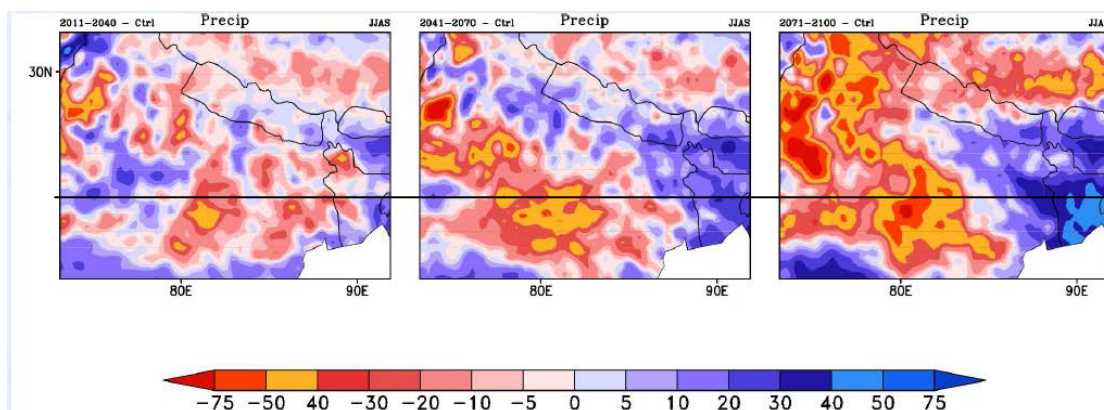 2011-2040 - Ctrl Precip JJAS
2041-2070 - Ctrl Precip JJAS
2071-2100 - Ctrl Precip JJAS
30N
80E 90E 80E 90E 80E 90E
-75 -50 40 -30 -20 -10 -5 0 5 10 20 30 40 50 75